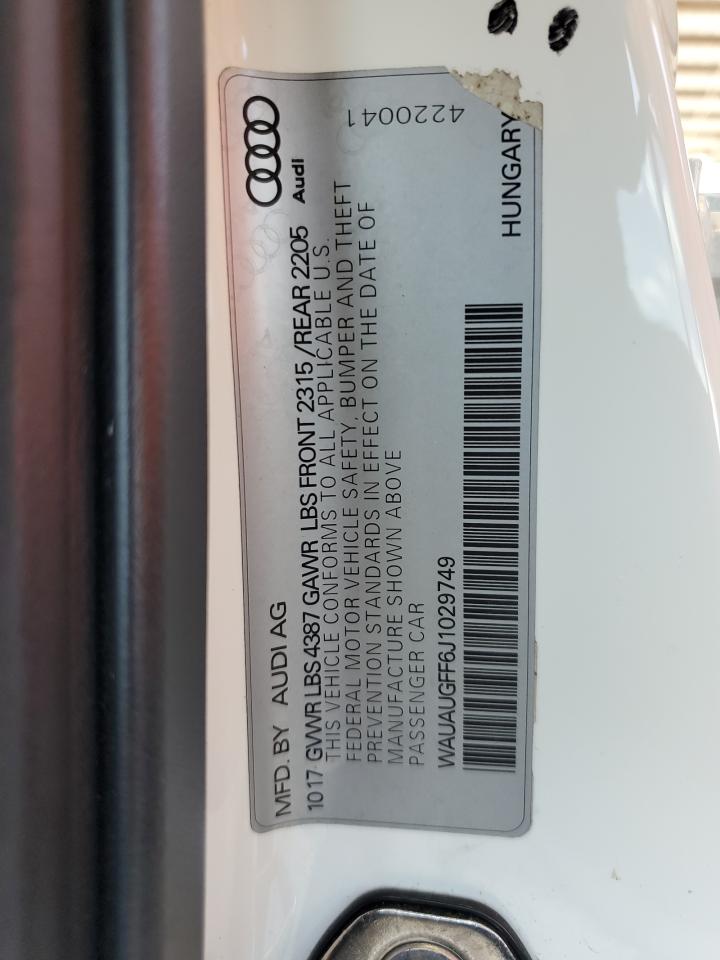 MFD. BY AUDI AG
Audi
1017 GVWR LBS 4387 GAWR LBS FRONT 2315 /REAR 2205
THIS VEHICLE CONFORMS TO ALL APPLICABLE U.S.
FEDERAL MOTOR VEHICLE SAFETY, BUMPER AND THEFT
PREVENTION STANDARDS IN EFFECT ON THE DATE OF
MANUFACTURE SHOWN ABOVE
PASSENGER CAR
WAUAUGFF6J1029749
HUNGARY
4220041